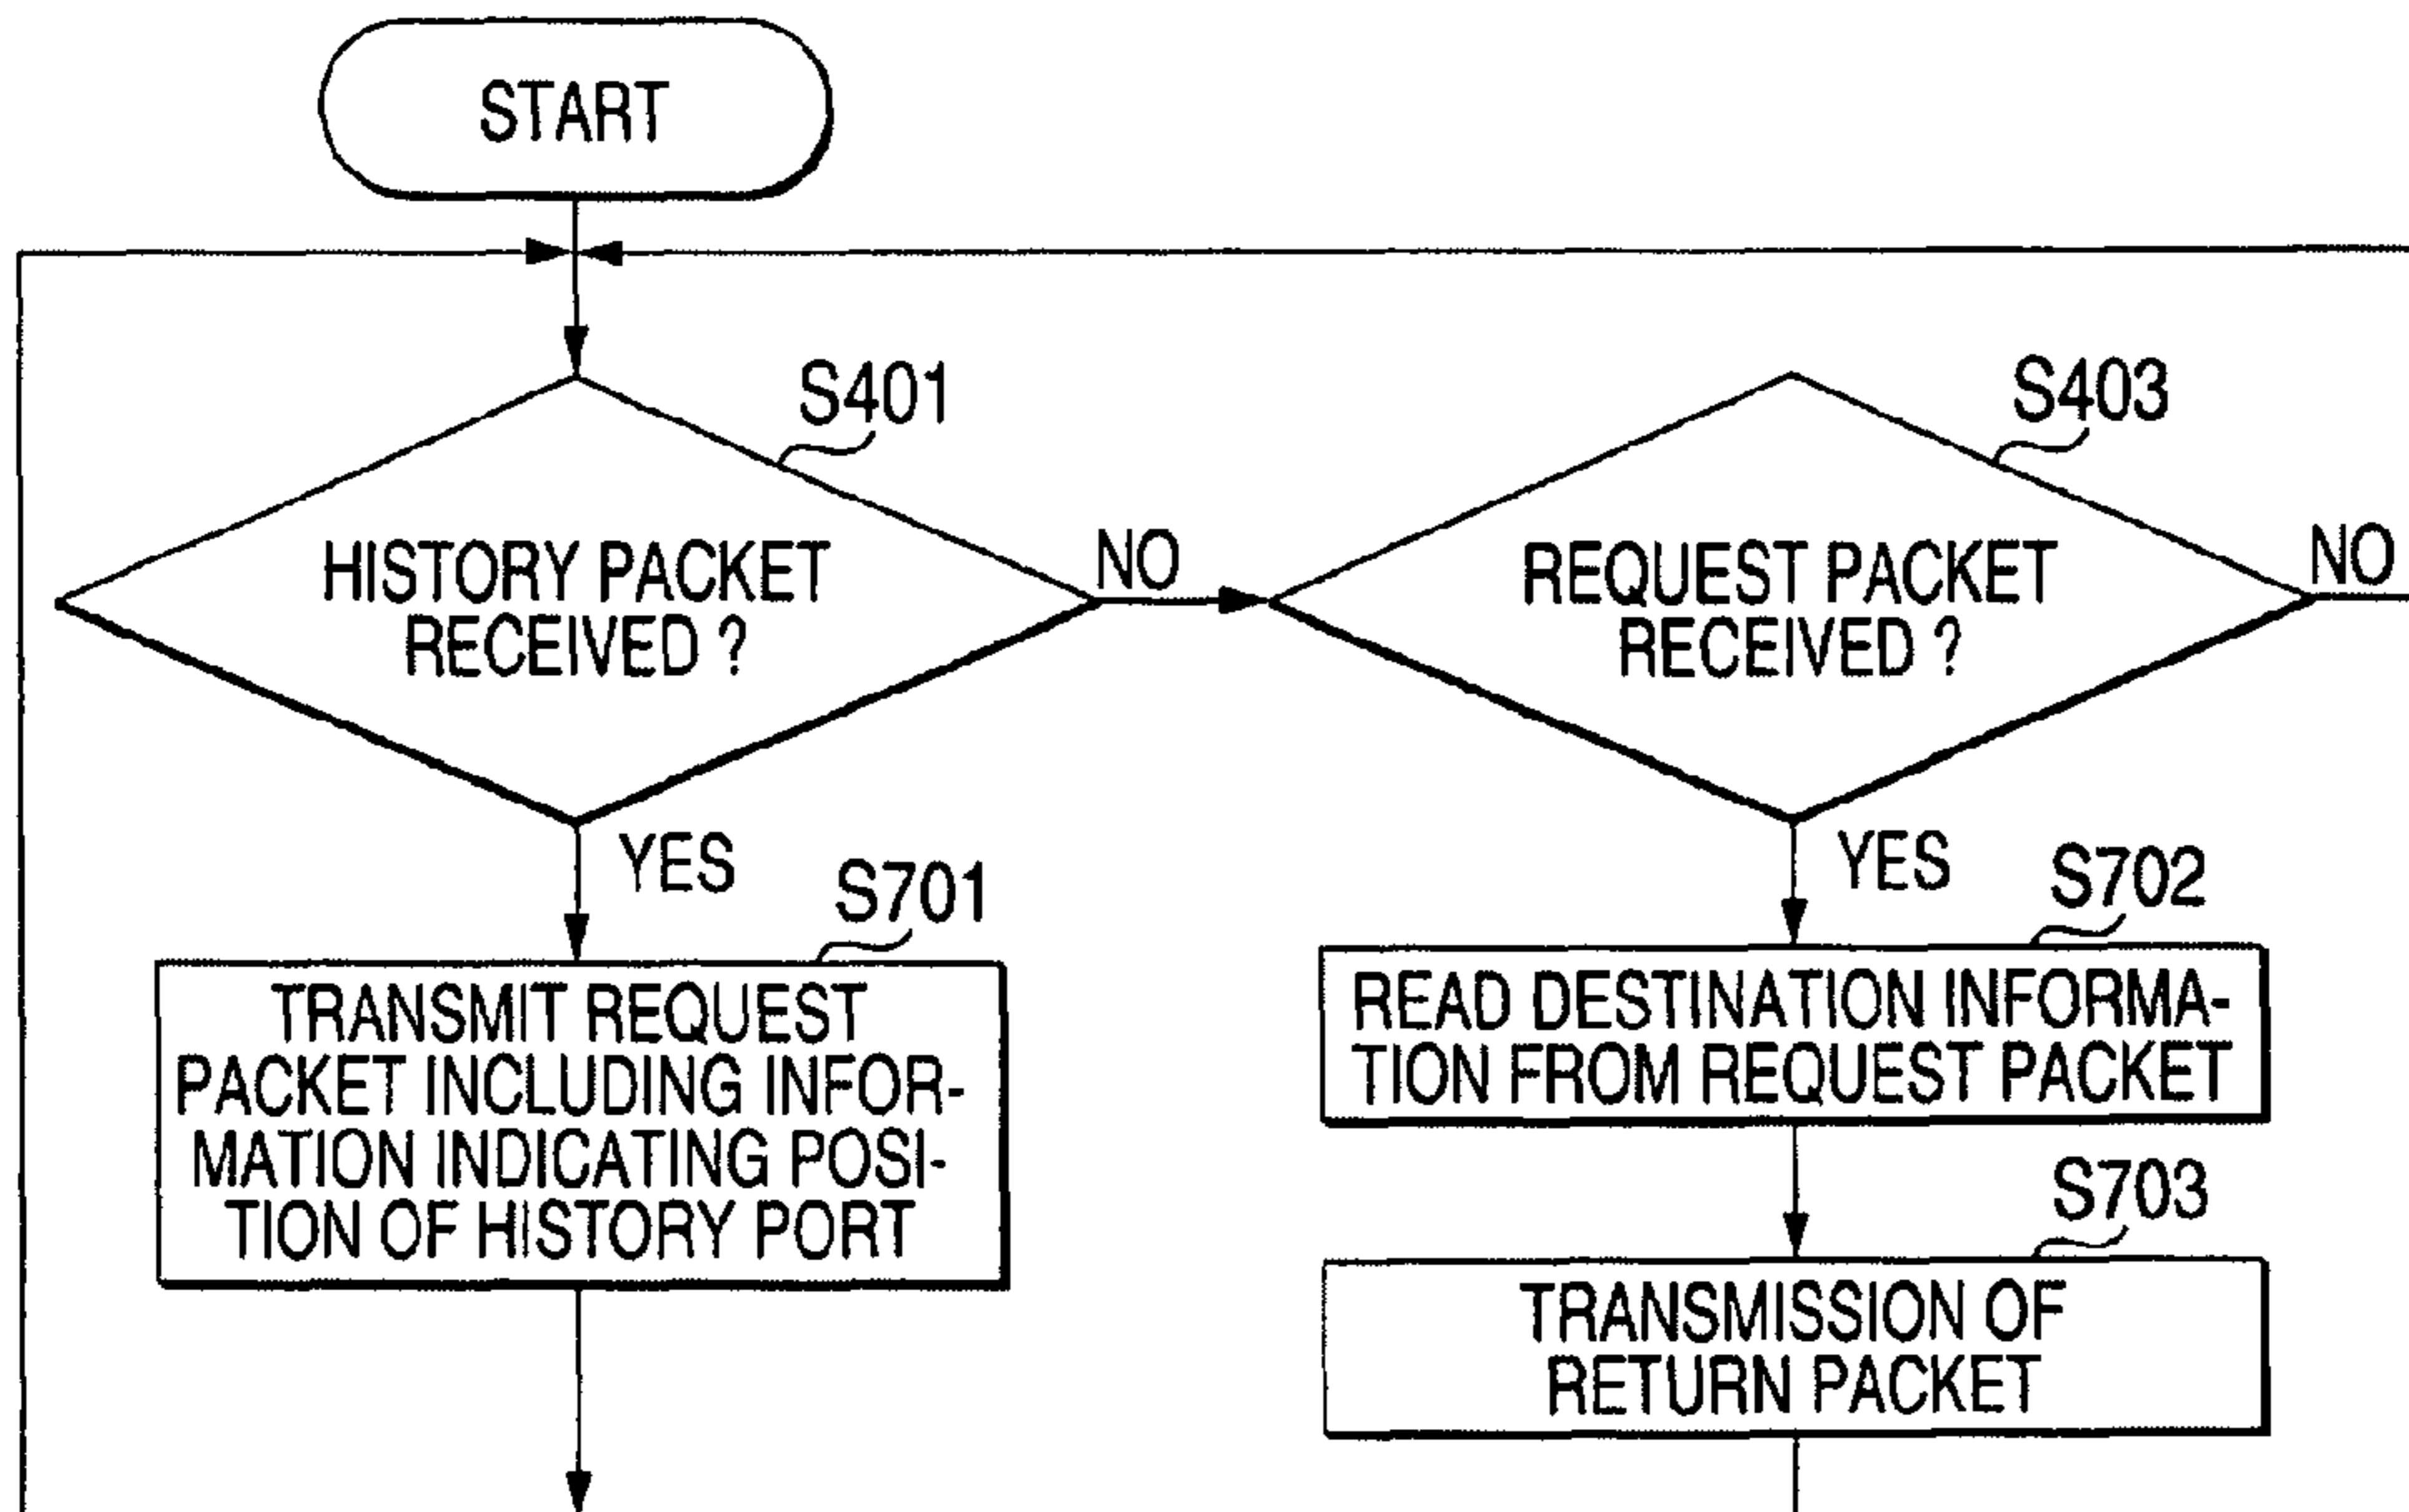 START
S401
HISTORY PACKET
RECEIVED ?
NO
YES
S403
REQUEST PACKET
RECEIVED ?
NO
YES
S701
TRANSMIT REQUEST
PACKET INCLUDING INFOR-
MATION INDICATING POSI-
TION OF HISTORY PORT
S702
READ DESTINATION INFORMA-
TION FROM REQUEST PACKET
S703
TRANSMISSION OF
RETURN PACKET